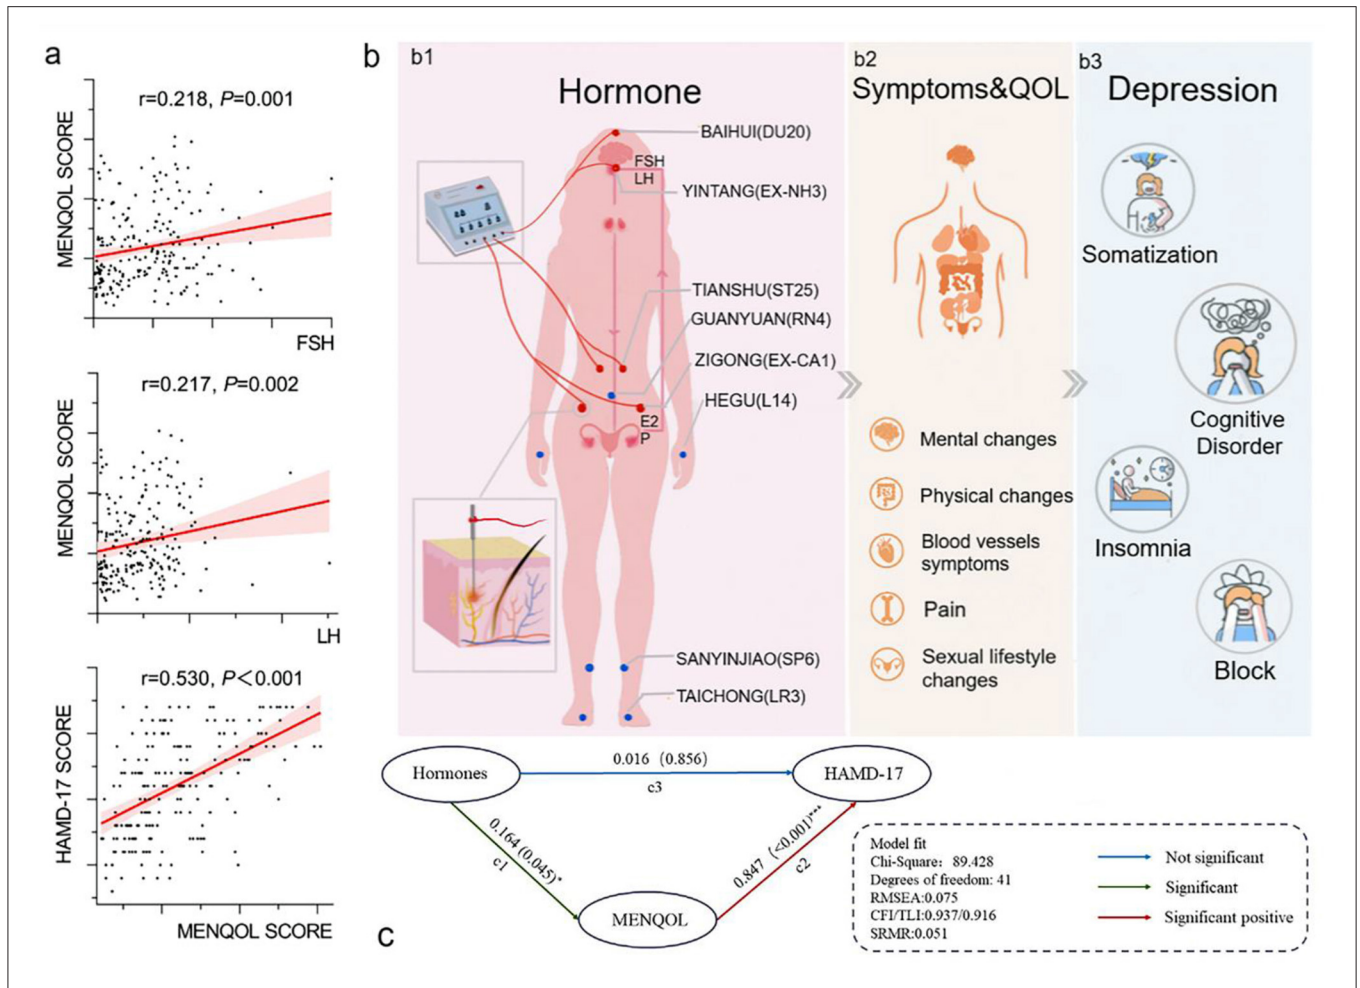 a
r=0.218, P=0.001
MENQOL SCORE
FSH
r=0.217, P=0.002
MENQOL SCORE
LH
r=0.530, P<0.001
HAMD-17 SCORE
MENQOL SCORE
b
b1
Hormone
BAIHUI(DU20)
FSH
LH
YINTANG(EX-NH3)
TIANSHU(ST25)
GUANYUAN(RN4)
ZIGONG(EX-CA1)
HEGU(L14)
E2
P
SANYINJIAO(SP6)
TAICHONG(LR3)
b2
Symptoms&QOL
Mental changes
Physical changes
Blood vessels
symptoms
Pain
Sexual lifestyle
changes
b3
Depression
Somatization
Cognitive
Disorder
Insomnia
Block
c
Hormones
0.016 (0.856)
c3
HAMD-17
0.164 (0.045)*
c1
0.847 (<0.001)***
c2
MENQOL
Model fit
Chi-Square: 89.428
Degrees of freedom: 41
RMSEA:0.075
CFI/TLI:0.937/0.916
SRMR:0.051
Not significant
Significant
Significant positive